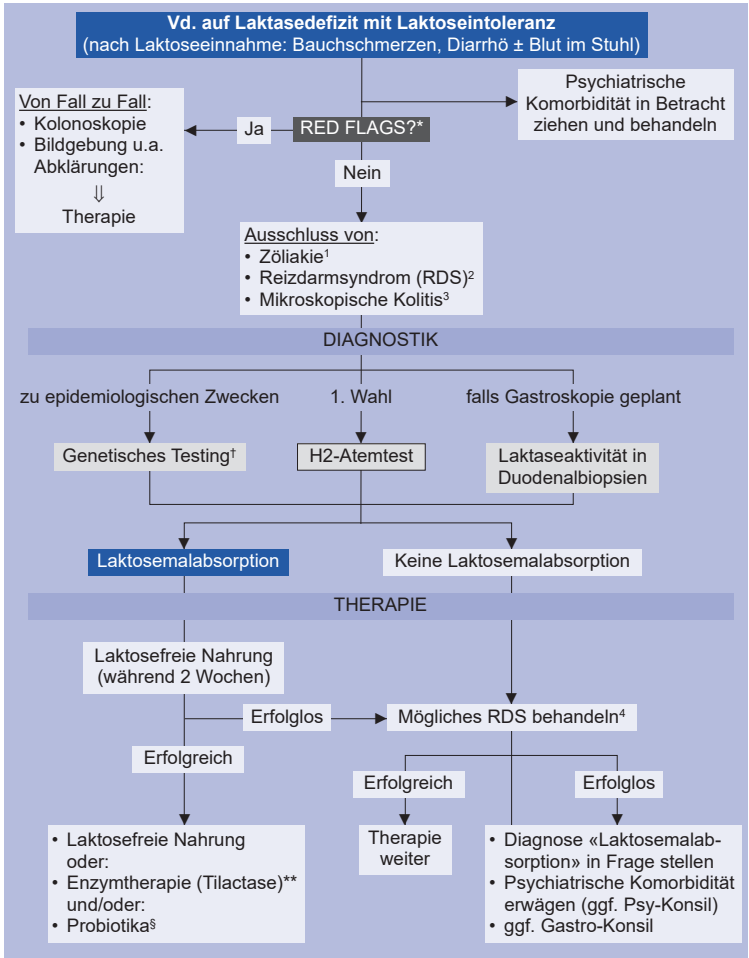 Vd. auf Laktasedefizit mit Laktoseintoleranz
(nach Laktoseeinnahme: Bauchschmerzen, Diarrhö ± Blut im Stuhl)
Psychiatrische
Komorbidität in Betracht
ziehen und behandeln
Von Fall zu Fall:
• Kolonoskopie
• Bildgebung u.a.
Abklärungen:
⇓
Therapie
Ja
RED FLAGS?*
Nein
Ausschluss von:
• Zöliakie¹
• Reizdarmsyndrom (RDS)²
• Mikroskopische Kolitis³
DIAGNOSTIK
zu epidemiologischen Zwecken
1. Wahl
falls Gastroskopie geplant
Genetisches Testing†
H2-Atemtest
Laktaseaktivität in
Duodenalbiopsien
Laktosemalabsorption
Keine Laktosemalabsorption
THERAPIE
Laktosefreie Nahrung
(während 2 Wochen)
Erfolglos
Mögliches RDS behandeln⁴
Erfolgreich
Erfolgreich
Erfolglos
• Laktosefreie Nahrung
oder:
• Enzymtherapie (Tilactase)**
und/oder:
• Probiotika§
Therapie
weiter
• Diagnose «Laktosemalab-
sorption» in Frage stellen
• Psychiatrische Komorbidität
erwägen (ggf. Psy-Konsil)
• ggf. Gastro-Konsil